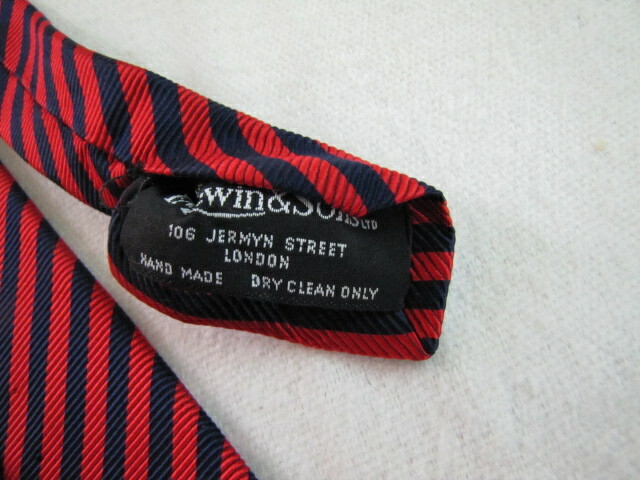 win&Sons LTD
106 JERMYN STREET
LONDON
HAND MADE DRY CLEAN ONLY